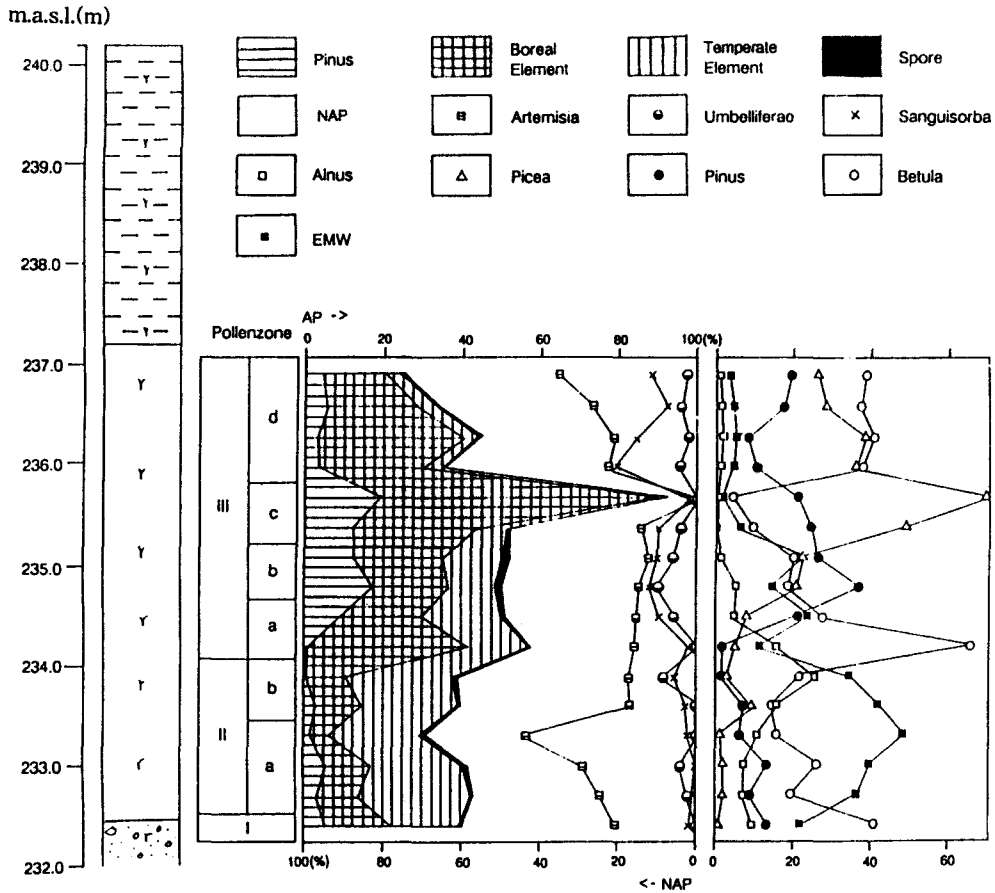 m.a.s.l.(m)
240.0
239.0
238.0
237.0
236.0
235.0
234.0
233.0
232.0
Pinus
Boreal
Element
Temperate
Element
Spore
NAP
Artemisia
Umbelliferao
Sanguisorba
Alnus
Picea
Pinus
Betula
EMW
AP ->
Pollenzone
0 20 40 60 80 100(%)
III
d
c
b
a
II
b
a
I
100(%) 80 60 40 20 0
<- NAP
0 20 40 60